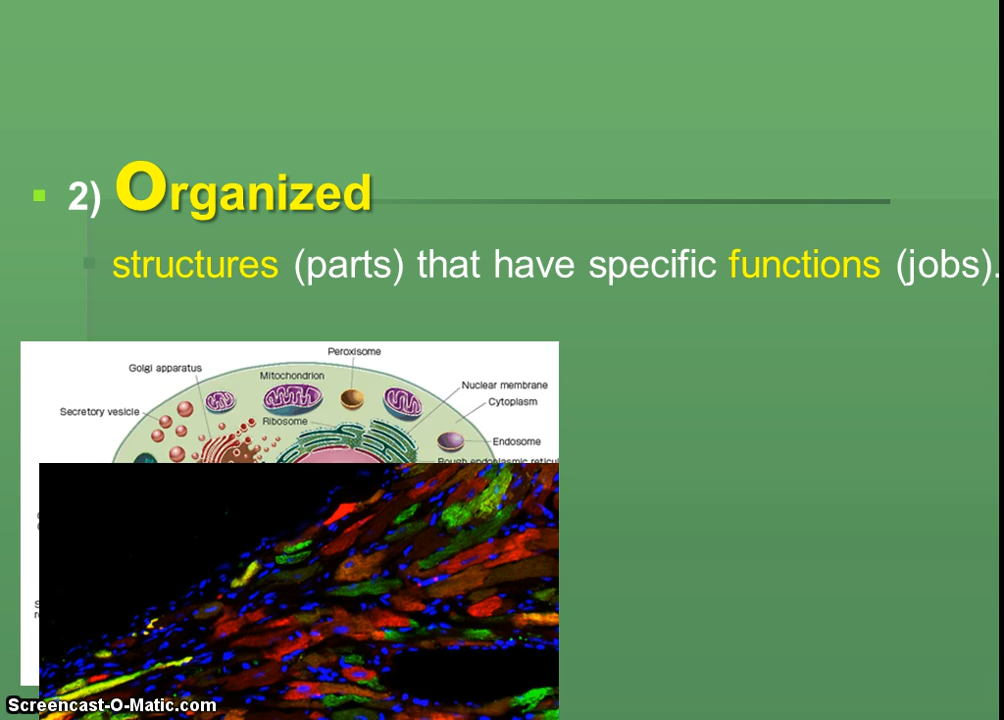 2) Organized
structures (parts) that have specific functions (jobs).
Peroxisome
Golgi apparatus
Mitochondrion
Nuclear membrane
Cytoplasm
Secretory vesicle
Ribosome
Endosome
Rough endoplasmic
Screencast-O-Matic.com